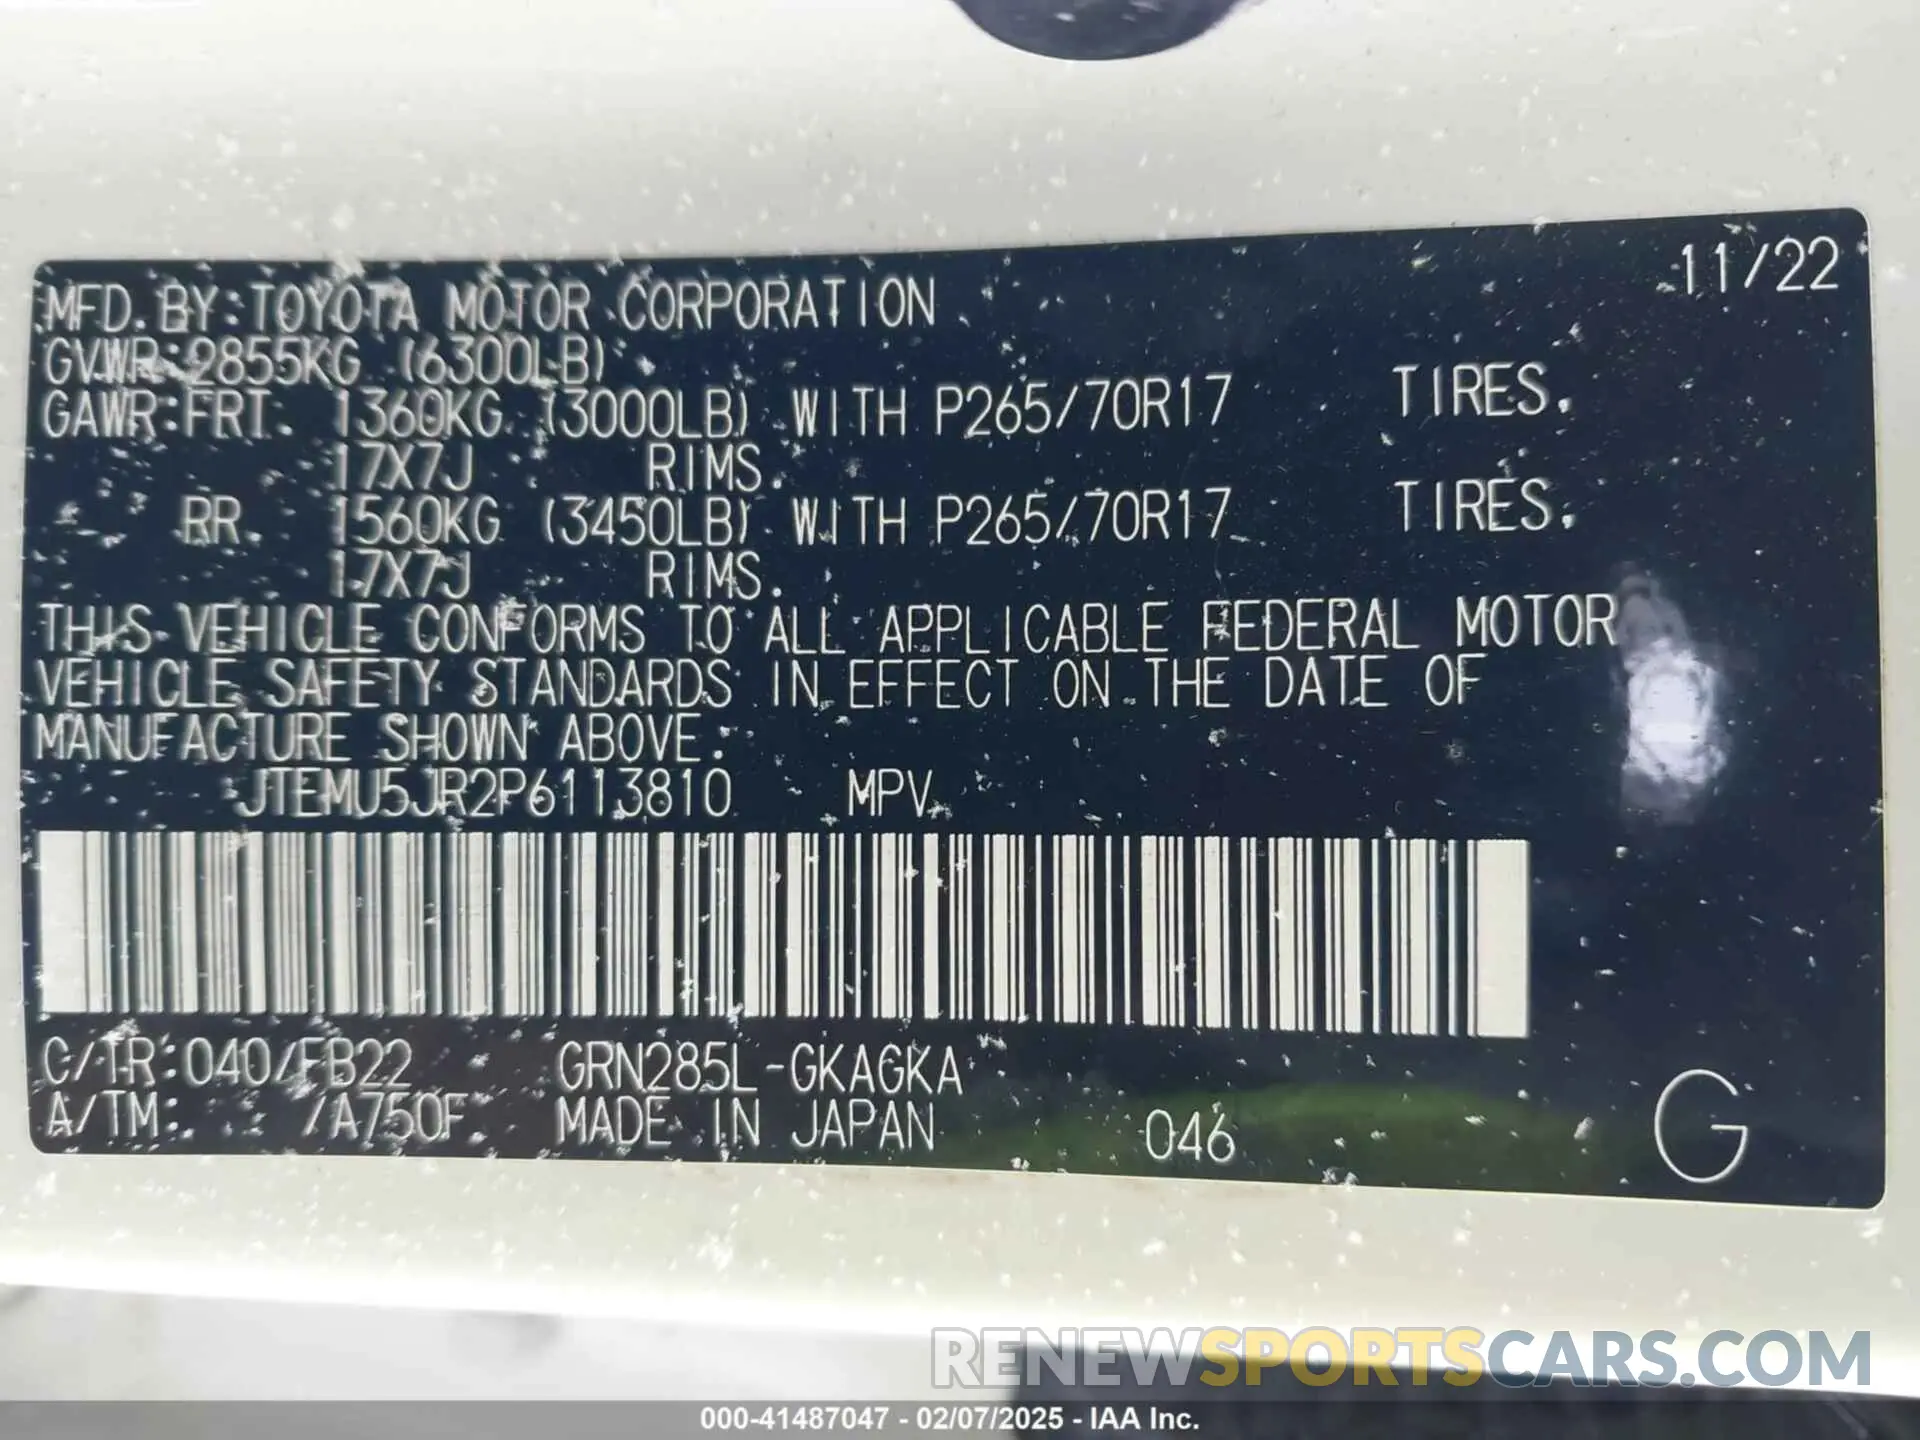 11/22
MFD. BY:TOYOTA MOTOR CORPORATION
GVWR:2855KG (6300LB)
GAWR:FRT. 1360KG (3000LB) WITH P265/70R17 TIRES.
17X7J RIMS.
RR. 1560KG (3450LB) WITH P265/70R17 TIRES.
17X7J RIMS.
THIS VEHICLE CONFORMS TO ALL APPLICABLE FEDERAL MOTOR
VEHICLE SAFETY STANDARDS IN EFFECT ON THE DATE OF
MANUFACTURE SHOWN ABOVE.
JTEMU5JR2P6113810 MPV
C/TR:040/FB22 GRN285L-GKAGKA
A/TM: /A750F MADE IN JAPAN 046 G
RENEWSPORTSCARS.COM
000-41487047 - 02/07/2025 - IAA Inc.